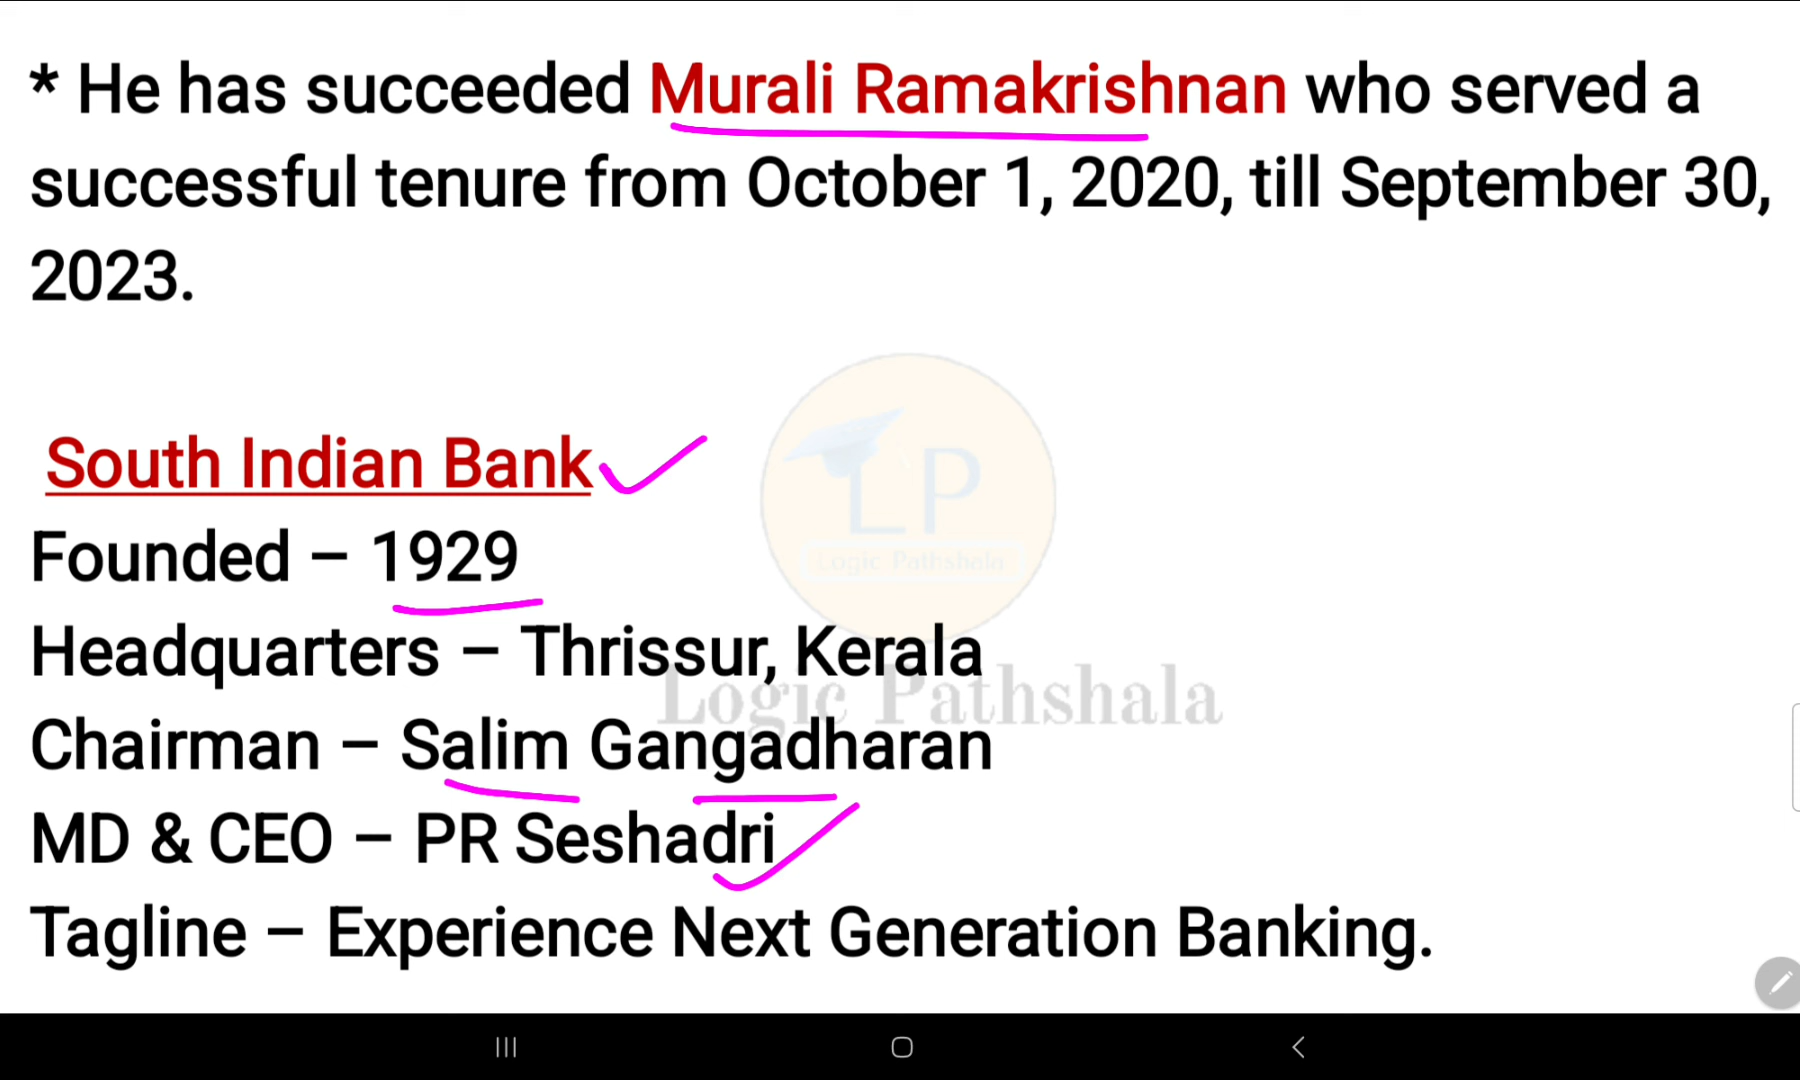 * He has succeeded Murali Ramakrishnan who served a
successful tenure from October 1, 2020, till September 30,
2023.
LP
Logic Pathshala
South Indian Bank
Founded – 1929
Headquarters – Thrissur, Kerala
Logic Pathshala
Chairman – Salim Gangadharan
MD & CEO – PR Seshadri
Tagline – Experience Next Generation Banking.